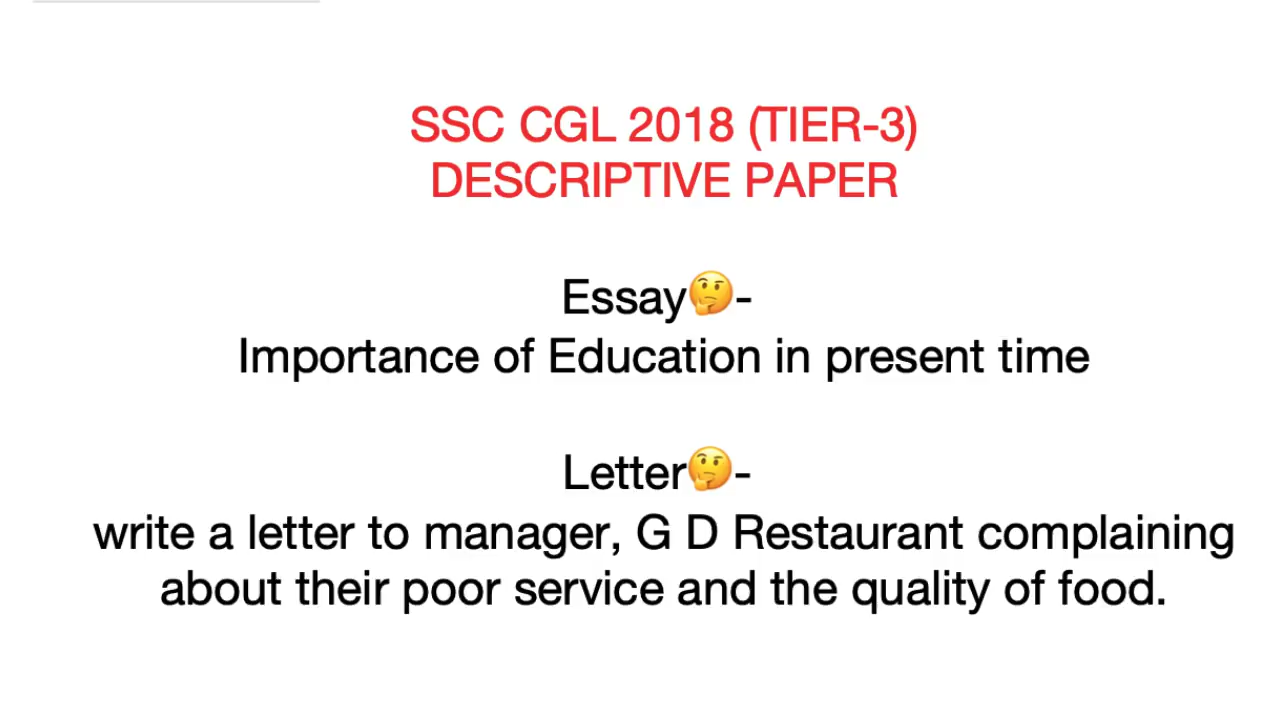 SSC CGL 2018 (TIER-3)
DESCRIPTIVE PAPER
Essay🤔-
Importance of Education in present time
Letter🤔-
write a letter to manager, G D Restaurant complaining
about their poor service and the quality of food.